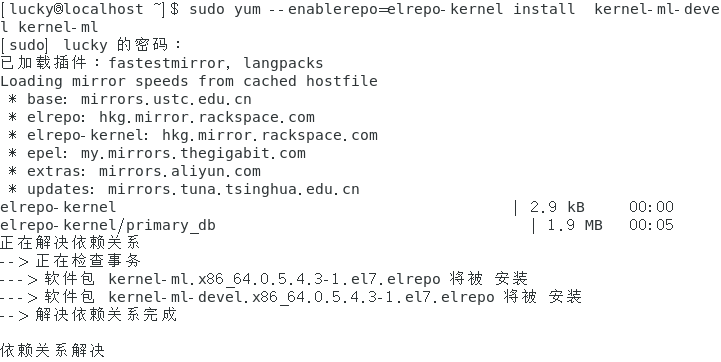 [lucky@localhost ~]$ sudo yum --enablerepo=elrepo-kernel install  kernel-ml-deve
l kernel-ml
[sudo] lucky 的密码：
已加载插件：fastestmirror, langpacks
Loading mirror speeds from cached hostfile
 * base: mirrors.ustc.edu.cn
 * elrepo: hkg.mirror.rackspace.com
 * elrepo-kernel: hkg.mirror.rackspace.com
 * epel: my.mirrors.thegigabit.com
 * extras: mirrors.aliyun.com
 * updates: mirrors.tuna.tsinghua.edu.cn
elrepo-kernel                                            | 2.9 kB     00:00
elrepo-kernel/primary_db                                   | 1.9 MB   00:05
正在解决依赖关系
--> 正在检查事务
---> 软件包 kernel-ml.x86_64.0.5.4.3-1.el7.elrepo 将被 安装
---> 软件包 kernel-ml-devel.x86_64.0.5.4.3-1.el7.elrepo 将被 安装
--> 解决依赖关系完成

依赖关系解决